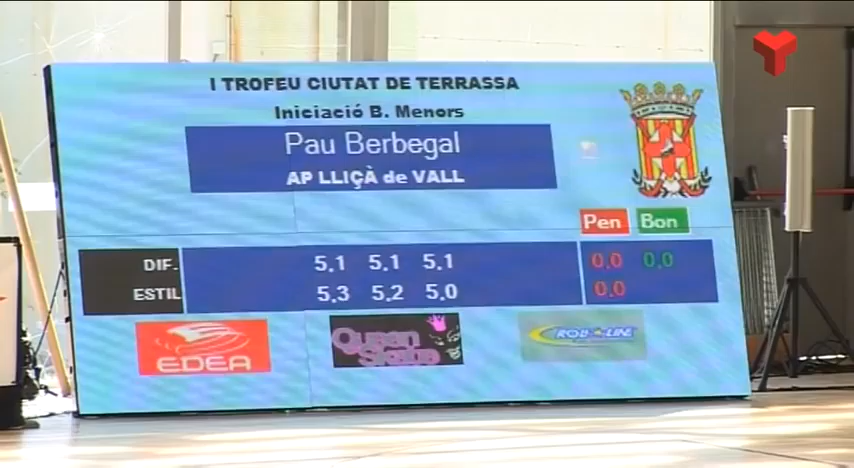 I TROFEU CIUTAT DE TERRASSA
Iniciació B. Menors
Pau Berbegal
AP LLIÇÀ de VALL
Pen Bon
DIF. 5,1 5,1 5,1 0,0 0,0
ESTIL 5,3 5,2 5,0 0,0
EDEA
Queen Skate
ROLL LINE